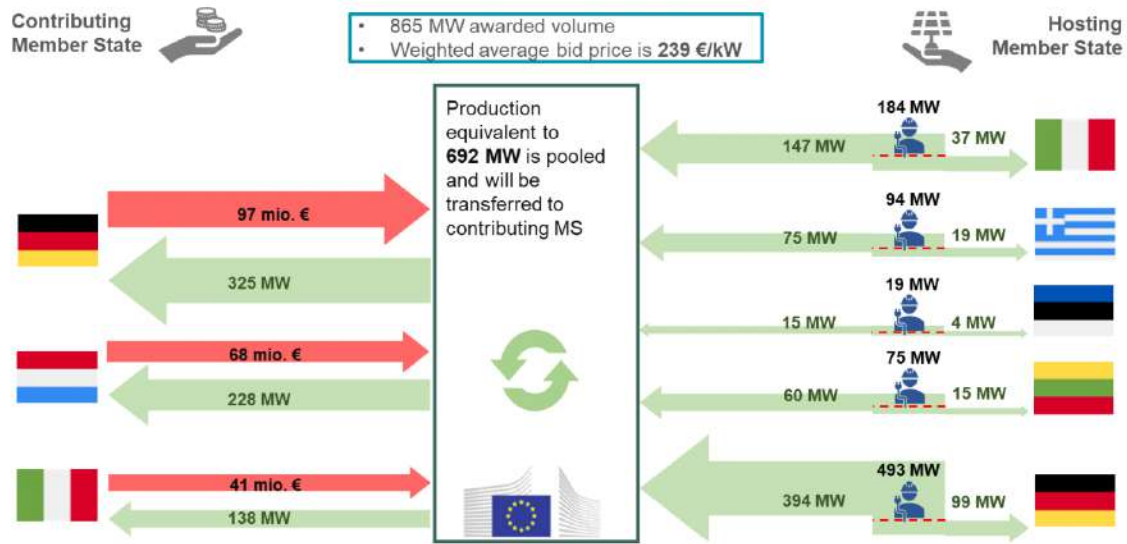 Contributing
Member State
• 865 MW awarded volume
• Weighted average bid price is 239 €/kW
Hosting
Member State
Production
equivalent to
692 MW is pooled
and will be
transferred to
contributing MS
97 mio. €
325 MW
68 mio. €
228 MW
41 mio. €
138 MW
184 MW
147 MW
37 MW
94 MW
75 MW
19 MW
19 MW
15 MW
4 MW
75 MW
60 MW
15 MW
493 MW
394 MW
99 MW